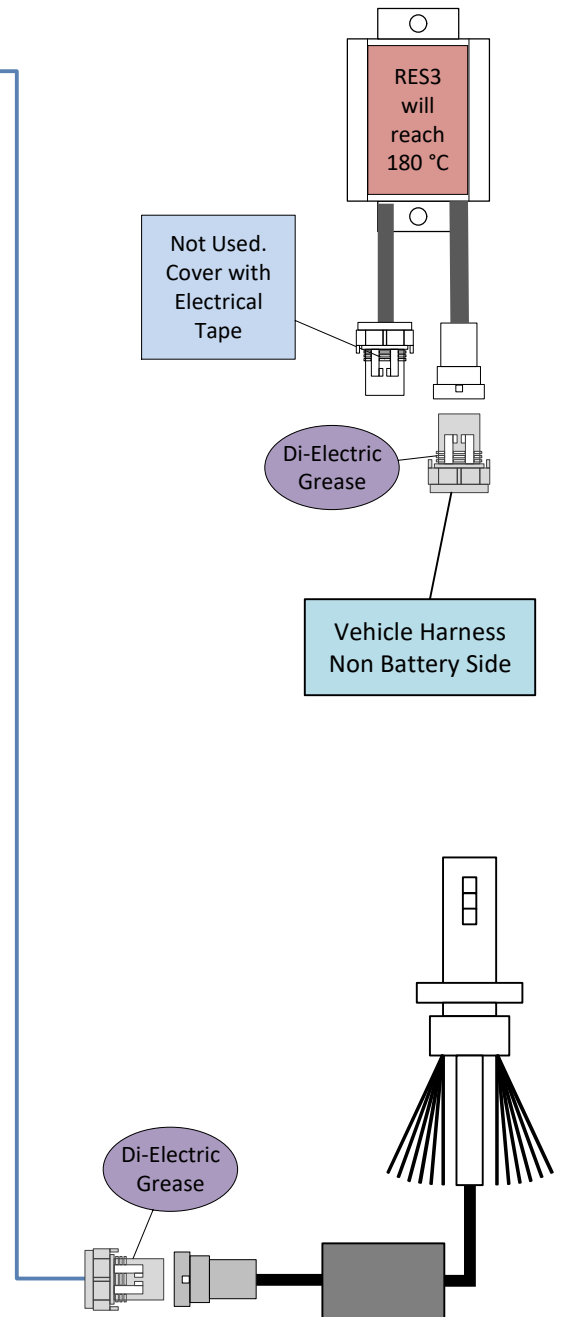 RES3
will
reach
180 °C
Not Used.
Cover with
Electrical
Tape
Di-Electric
Grease
Vehicle Harness
Non Battery Side
Di-Electric
Grease